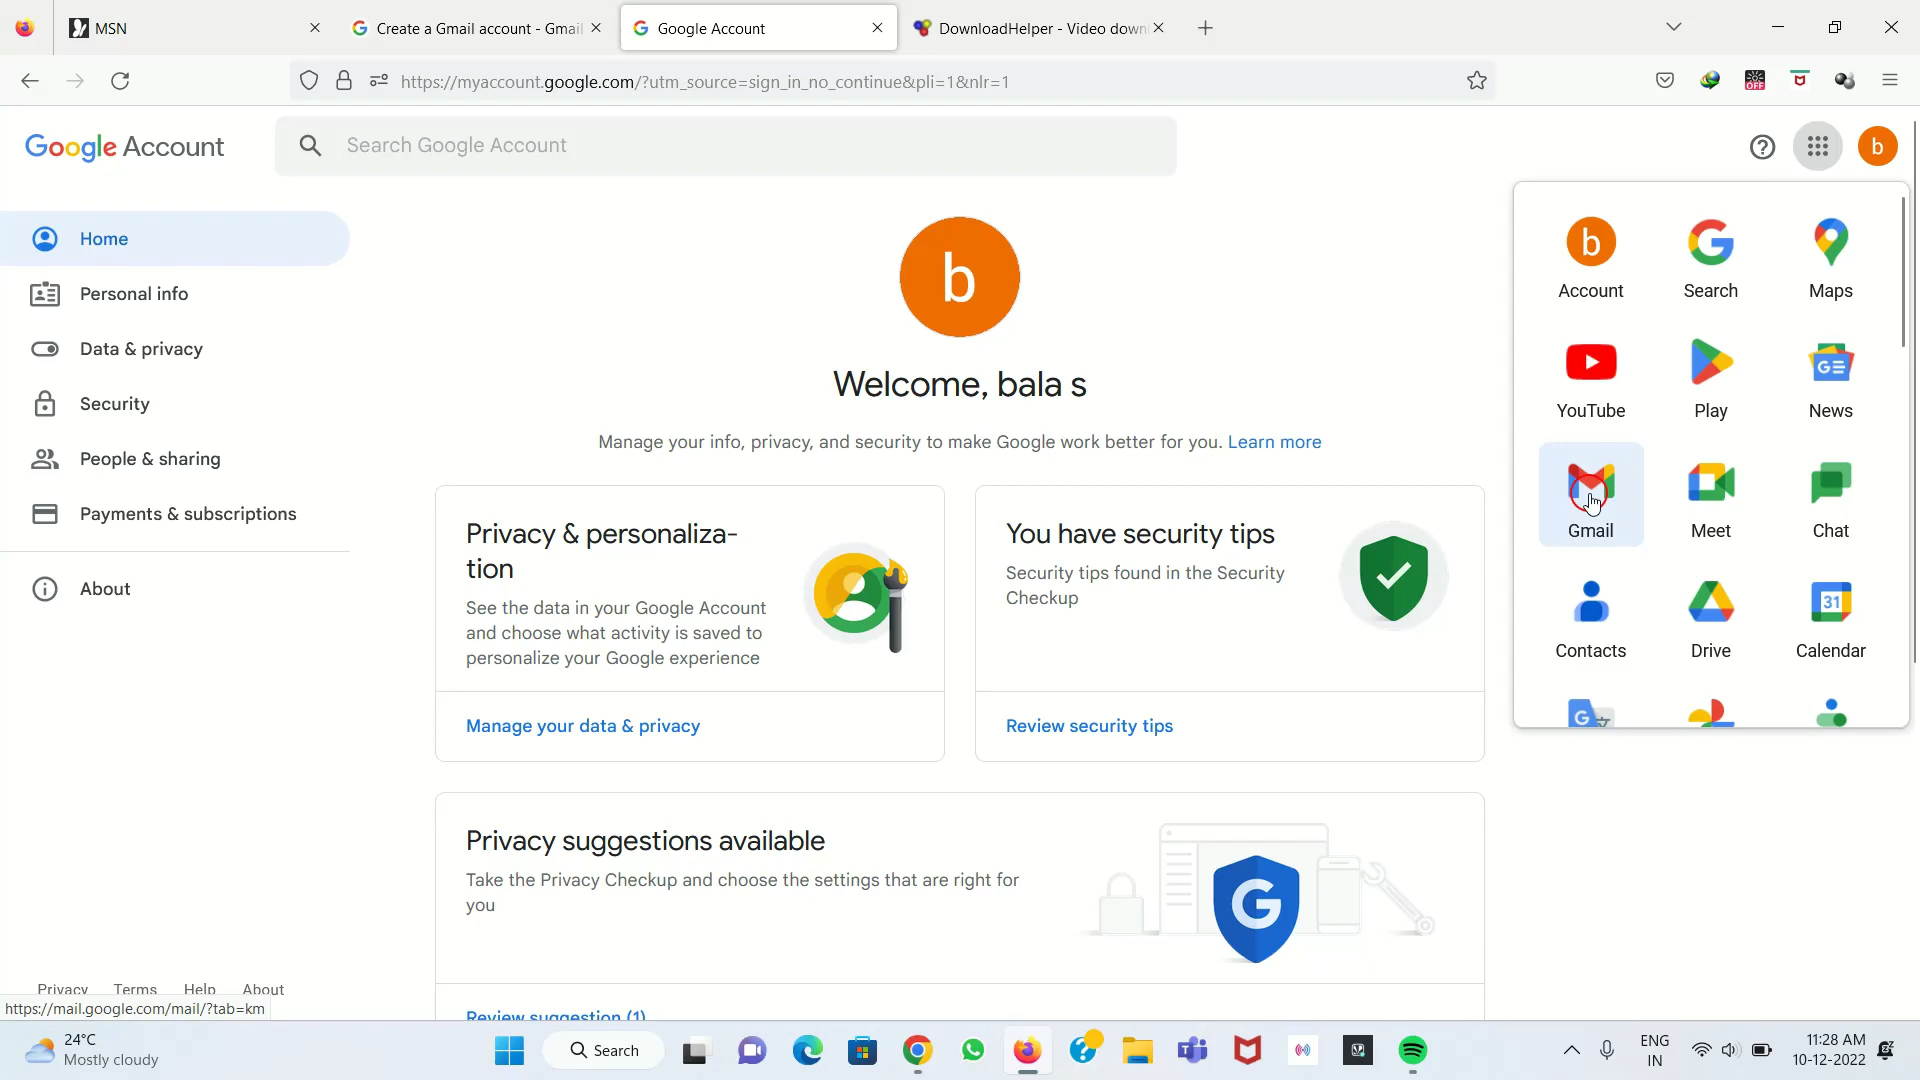 MSN
Create a Gmail account - Gmai
Google Account
DownloadHelper - Video down
https://myaccount.google.com/?utm_source=sign_in_no_continue&pli=1&nlr=1
OFF
Google Account
Search Google Account
b
Home
Personal info
Data & privacy
Security
People & sharing
Payments & subscriptions
About
b
Welcome, bala s
Manage your info, privacy, and security to make Google work better for you. Learn more
Privacy & personaliza-
tion
See the data in your Google Account
and choose what activity is saved to
personalize your Google experience
Manage your data & privacy
You have security tips
Security tips found in the Security
Checkup
Review security tips
Privacy suggestions available
Take the Privacy Checkup and choose the settings that are right for
you
G
Review suggestion (1)
b
Account Search Maps
GE
YouTube Play News
Gmail Meet Chat
31
Contacts Drive Calendar
G
Privacy Terms Help About
https://mail.google.com/mail/?tab=km
24°C
Mostly cloudy
Search
ENG
IN
11:28 AM
10-12-2022